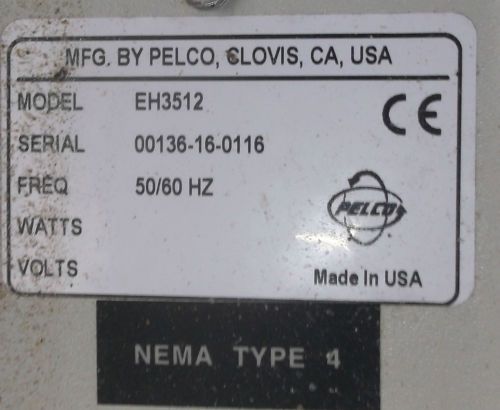 MFG. BY PELCO, CLOVIS, CA, USA
MODEL EH3512
SERIAL 00136-16-0116
FREQ 50/60 HZ
WATTS
VOLTS
CE
PELCO
Made In USA
NEMA TYPE 4